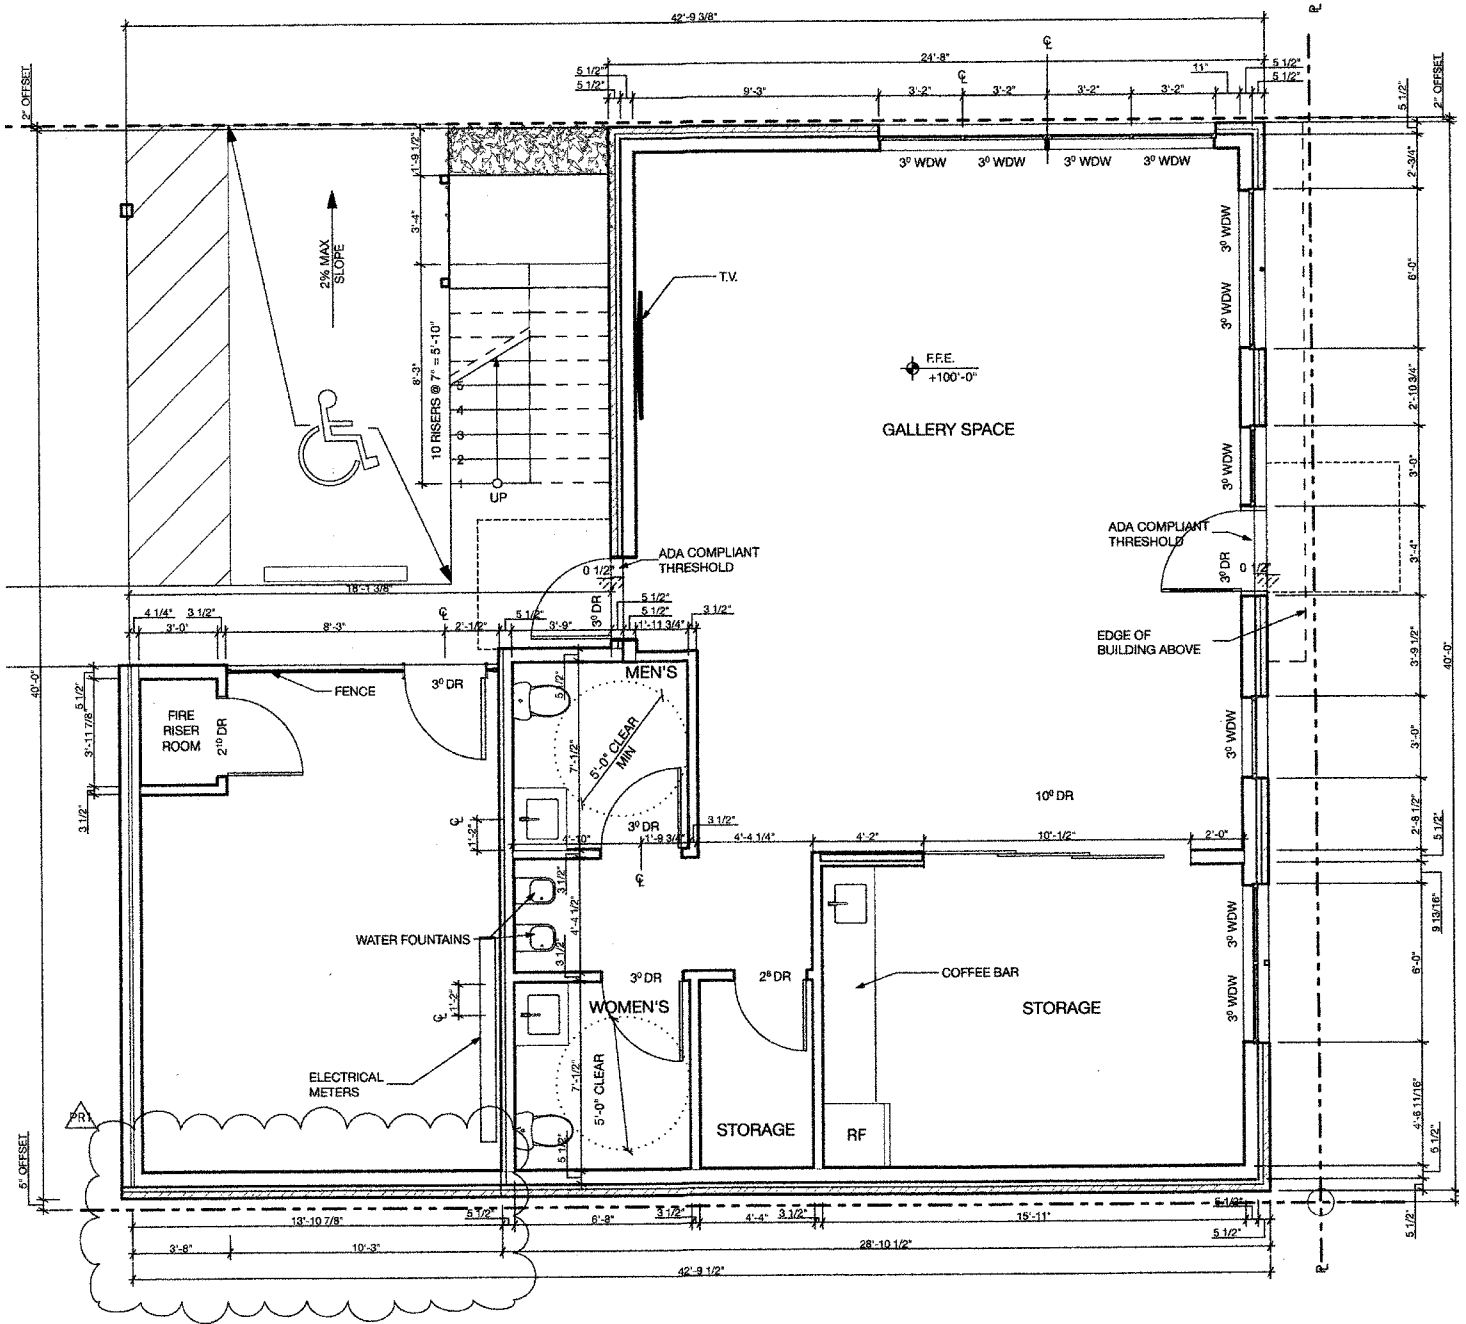 42'-9 3/8"
24'-8"
5 1/2"
5 1/2"
9'-3"
3'-2"
3'-2"
3'-2"
3'-2"
11"
5 1/2"
5 1/2"
2" OFFSET
2" OFFSET
5 1/2"
3⁰ WDW
3⁰ WDW
3⁰ WDW
3⁰ WDW
1'-9 1/2"
3'-4"
8'-3"
10 RISERS @ 7" = 5'-10"
2% MAX
SLOPE
T.V.
F.F.E.
+100'-0"
GALLERY SPACE
5
4
3
2
1
UP
3⁰ WDW
3⁰ WDW
3⁰ WDW
2'-3/4"
6'-0"
2'-10 3/4"
3'-0"
3'-4"
3'-9 1/2"
40'-0"
3'-0"
2'-8 1/2"
5 1/2"
9 13/16"
6'-0"
4'-6 11/16"
5 1/2"
5 1/2"
ADA COMPLIANT
THRESHOLD
0 1/2"
3⁰ DR
ADA COMPLIANT
THRESHOLD
0 1/2"
3⁰ DR
EDGE OF
BUILDING ABOVE
18'-1 3/8"
4 1/4"
3 1/2"
3'-0"
8'-3"
2'-1/2"
5 1/2"
3'-9"
5 1/2"
5 1/2"
1'-11 3/4"
3 1/2"
40'-0"
5 1/2"
3'-11 7/8"
3 1/2"
FENCE
3⁰ DR
FIRE
RISER
ROOM
2¹⁰ DR
MEN'S
5 1/2"
7'-1/2"
5'-0" CLEAR
MIN
3⁰ WDW
10⁰ DR
1'-2"
4'-10"
3⁰ DR
1'-9 3/4"
3 1/2"
4'-4 1/4"
4'-2"
10'-1/2"
2'-0"
3 1/2"
4'-4 1/2"
3 1/2"
WATER FOUNTAINS
3⁰ DR
2⁸ DR
WOMEN'S
COFFEE BAR
STORAGE
3⁰ WDW
3⁰ WDW
1'-2"
ELECTRICAL
METERS
7'-1/2"
5'-0" CLEAR
5 1/2"
STORAGE
RF
PR1
5" OFFSET
13'-10 7/8"
5 1/2"
6'-8"
3 1/2"
4'-4"
3 1/2"
15'-11"
5 1/2"
5 1/2"
3'-8"
10'-3"
28'-10 1/2"
42'-9 1/2"